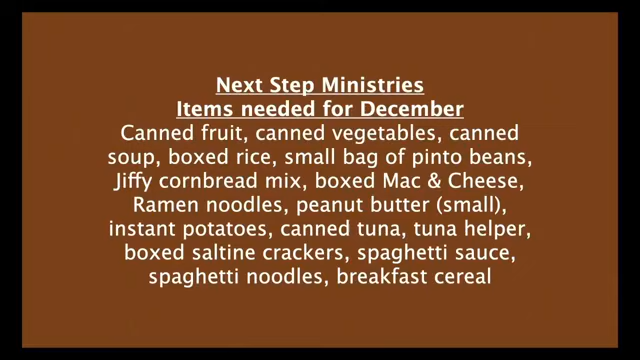 Next Step Ministries
Items needed for December
Canned fruit, canned vegetables, canned
soup, boxed rice, small bag of pinto beans,
Jiffy cornbread mix, boxed Mac & Cheese,
Ramen noodles, peanut butter (small),
instant potatoes, canned tuna, tuna helper,
boxed saltine crackers, spaghetti sauce,
spaghetti noodles, breakfast cereal